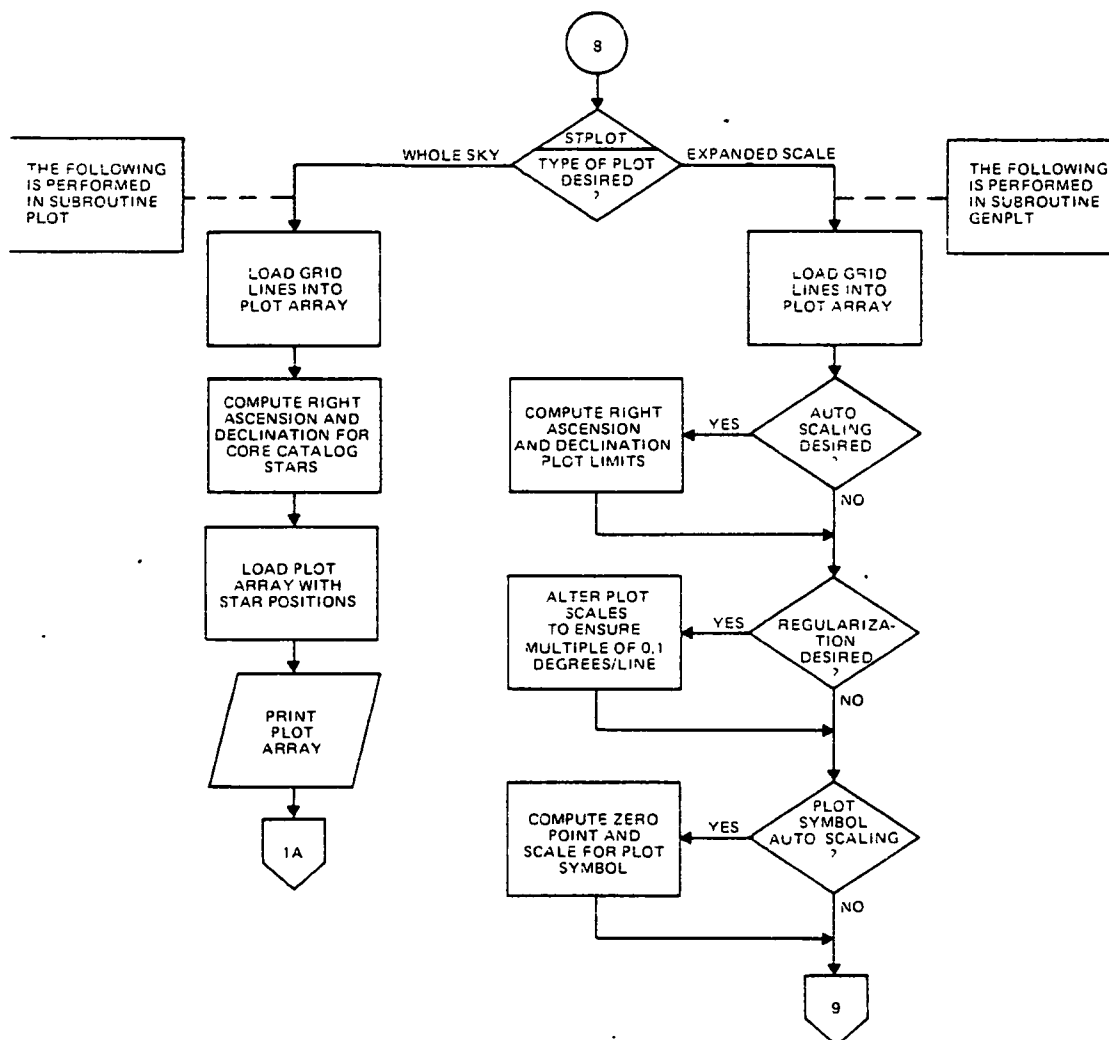 8
STPLOT
TYPE OF PLOT
DESIRED
?
WHOLE SKY
EXPANDED SCALE
THE FOLLOWING
IS PERFORMED
IN SUBROUTINE
PLOT
THE FOLLOWING
IS PERFORMED
IN SUBROUTINE
GENPLT
LOAD GRID
LINES INTO
PLOT ARRAY
COMPUTE RIGHT
ASCENSION AND
DECLINATION FOR
CORE CATALOG
STARS
LOAD PLOT
ARRAY WITH
STAR POSITIONS
PRINT
PLOT
ARRAY
1A
LOAD GRID
LINES INTO
PLOT ARRAY
AUTO
SCALING
DESIRED
?
YES
COMPUTE RIGHT
ASCENSION
AND DECLINATION
PLOT LIMITS
NO
REGULARIZA-
TION
DESIRED
?
YES
ALTER PLOT
SCALES
TO ENSURE
MULTIPLE OF 0.1
DEGREES/LINE
NO
PLOT
SYMBOL
AUTO SCALING
?
YES
COMPUTE ZERO
POINT AND
SCALE FOR PLOT
SYMBOL
NO
9